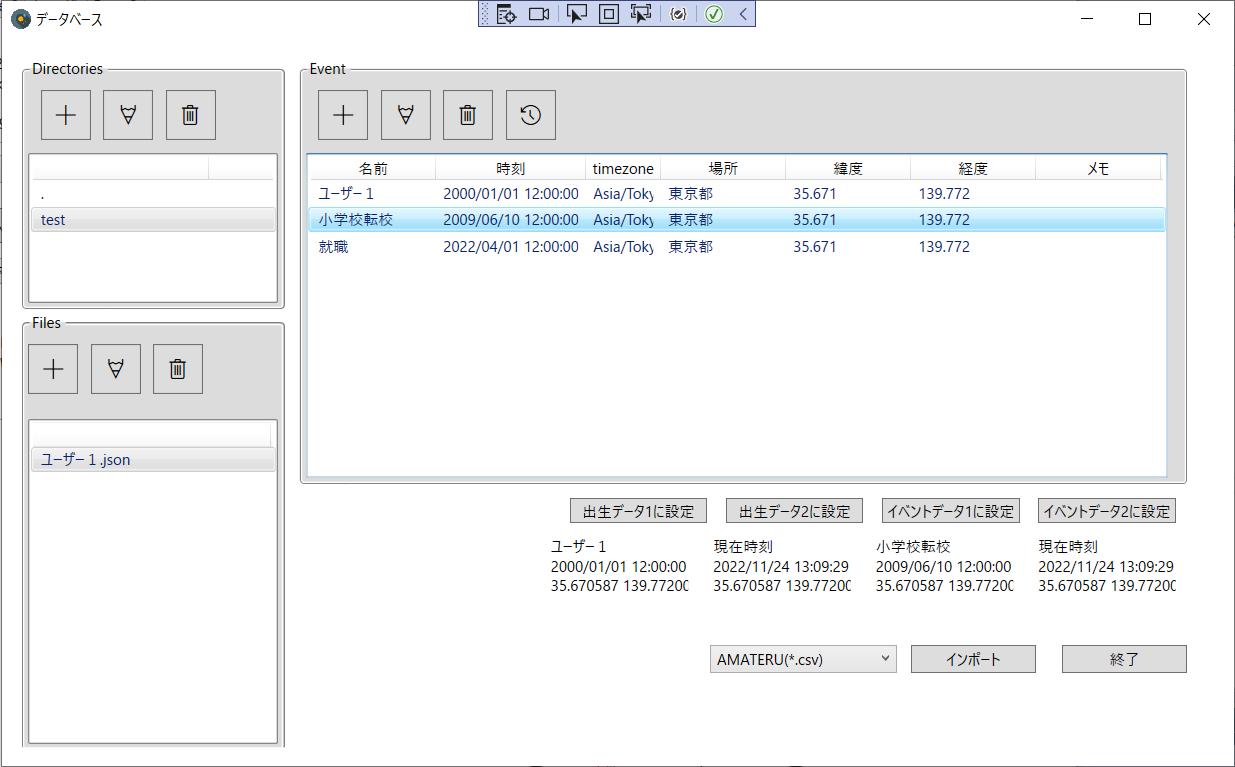 データベース
Directories
.
test
Files
ユーザー１.json
Event
名前 時刻 timezone 場所 緯度 経度 メモ
ユーザー１ 2000/01/01 12:00:00 Asia/Toky 東京都 35.671 139.772
小学校転校 2009/06/10 12:00:00 Asia/Toky 東京都 35.671 139.772
就職 2022/04/01 12:00:00 Asia/Toky 東京都 35.671 139.772
出生データ1に設定 出生データ2に設定 イベントデータ1に設定 イベントデータ2に設定
ユーザー１ 現在時刻 小学校転校 現在時刻
2000/01/01 12:00:00 2022/11/24 13:09:29 2009/06/10 12:00:00 2022/11/24 13:09:29
35.670587 139.77200 35.670587 139.77200 35.670587 139.77200 35.670587 139.77200
AMATERU(*.csv) インポート 終了